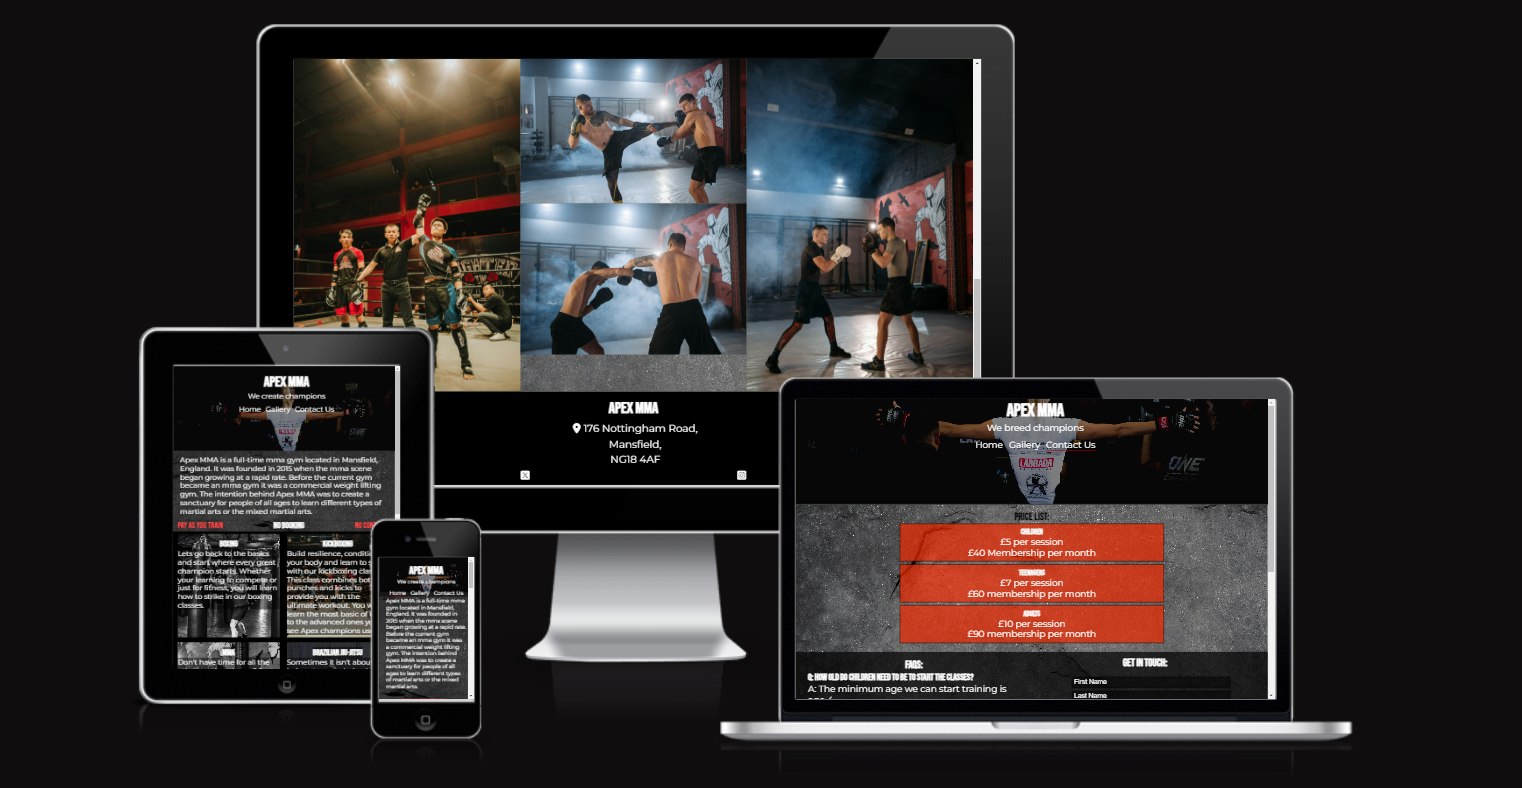 APEX MMA
176 Nottingham Road,
Mansfield,
NG18 4AF
APEX MMA
We create champions
Home Gallery Contact Us
Apex MMA is a full-time mma gym located in Mansfield,
England. It was founded in 2015 when the mma scene
began growing at a rapid rate. Before the current gym
became an mma gym it was a commercial weight lifting
gym. The intention behind Apex MMA was to create a
sanctuary for people of all ages to learn different types of
martial arts or the mixed martial arts.
PAY AS YOU TRAIN NO BOOKING NO CON
BOXING
Lets go back to the basics
and start where every great
champion starts. Whether
your learning to compete or
just for fitness, you will learn
how to strike in our boxing
classes.
KICKBOXING
Build resilience, conditi
your body and learn to s
with our kickboxing clas
This class combines bot
punches and kicks to
provide you with the
ultimate workout. You w
learn the most basic of
to the advanced ones yo
see Apex champions us
MMA
Don't have time for all the
BRAZILIAN JIU-JITSU
Sometimes it isn't abou
APEX MMA
We create champions
Home Gallery Contact Us
Apex MMA is a full-time mma
gym located in Mansfield,
England. It was founded in
2015 when the mma scene
began growing at a rapid rate.
Before the current gym
became an mma gym it was
a commercial weight lifting
gym. The intention behind
Apex MMA was to create a
sanctuary for people of all
ages to learn different types
of martial arts or the mixed
martial arts.
APEX MMA
We breed champions
Home Gallery Contact Us
CANADA
ONE
PRICE LIST:
CHILDREN
£5 per session
£40 Membership per month
TEENAGERS
£7 per session
£60 membership per month
ADULTS
£10 per session
£90 membership per month
FAQS:
Q: HOW OLD DO CHILDREN NEED TO BE TO START THE CLASSES?
A: The minimum age we can start training is
GET IN TOUCH:
First Name
Last Name